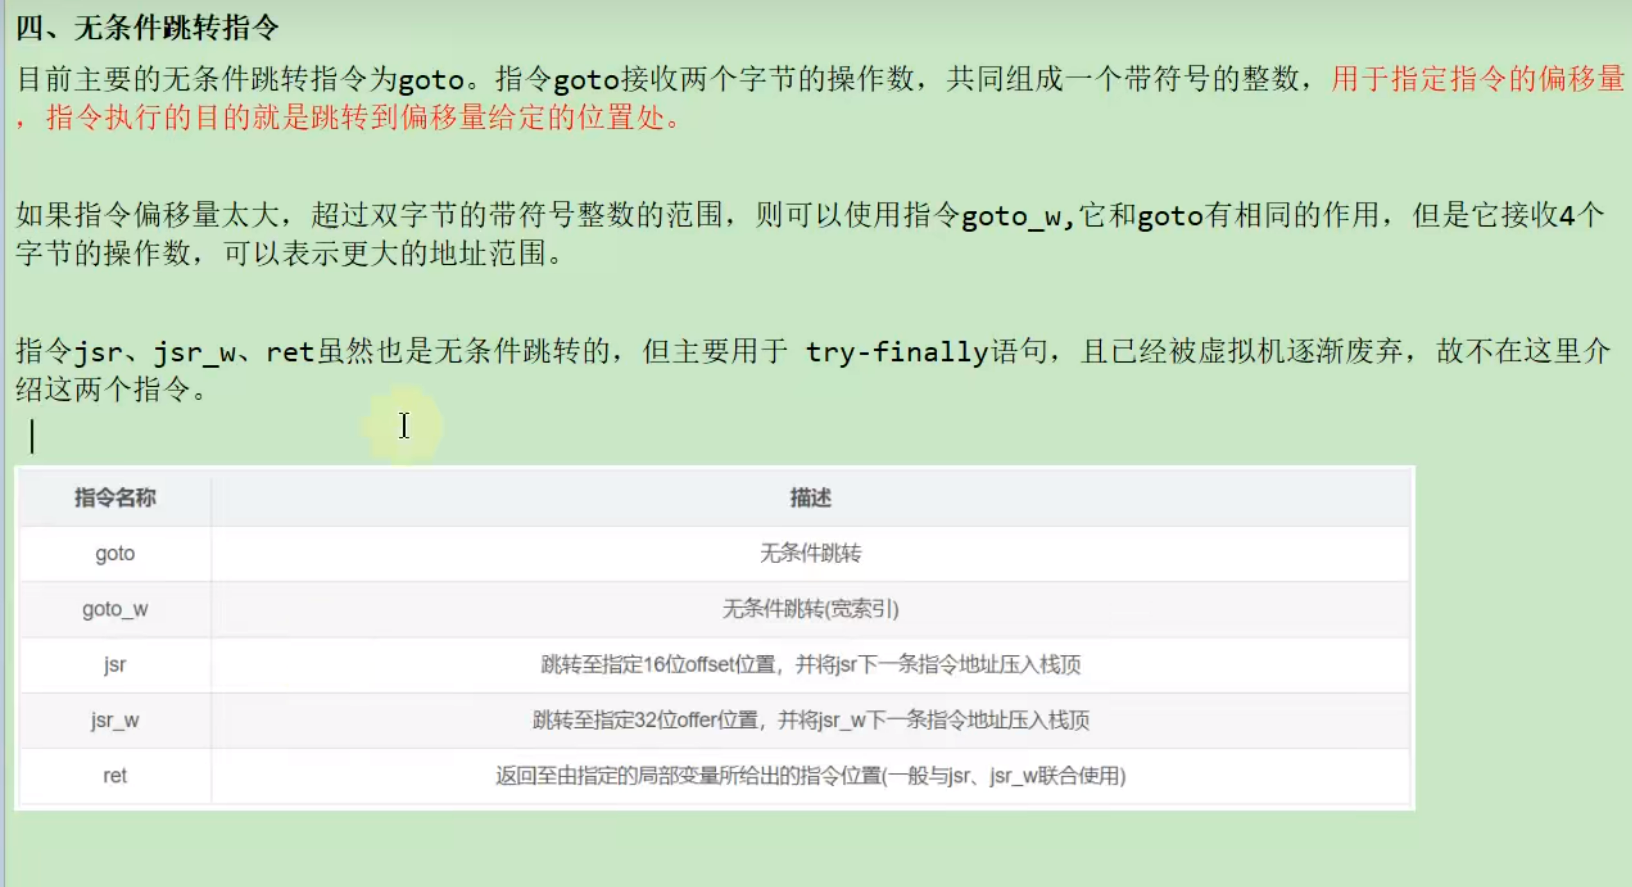 四、无条件跳转指令
目前主要的无条件跳转指令为goto。指令goto接收两个字节的操作数，共同组成一个带符号的整数，用于指定指令的偏移量
，指令执行的目的就是跳转到偏移量给定的位置处。
如果指令偏移量太大，超过双字节的带符号整数的范围，则可以使用指令goto_w,它和goto有相同的作用，但是它接收4个
字节的操作数，可以表示更大的地址范围。
指令jsr、jsr_w、ret虽然也是无条件跳转的，但主要用于 try-finally语句，且已经被虚拟机逐渐废弃，故不在这里介
绍这两个指令。
指令名称 描述
goto 无条件跳转
goto_w 无条件跳转(宽索引)
jsr 跳转至指定16位offset位置，并将jsr下一条指令地址压入栈顶
jsr_w 跳转至指定32位offer位置，并将jsr_w下一条指令地址压入栈顶
ret 返回至由指定的局部变量所给出的指令位置(一般与jsr、jsr_w联合使用)